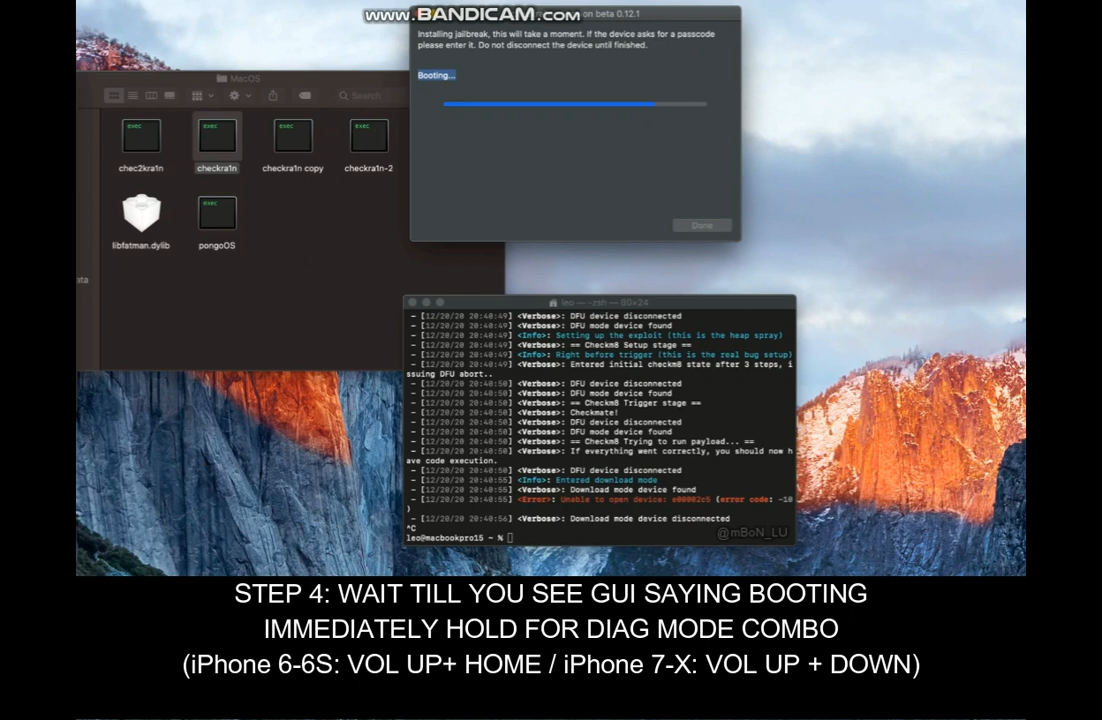 www.BANDICAM.com
on beta 0.12.1
Installing jailbreak, this will take a moment. If the device asks for a passcode
please enter it. Do not disconnect the device until finished.
Booting...
Done
MacOS
Search
exec
exec
exec
exec
chec2kra1n
checkra1n
checkra1n copy
checkra1n-2
exec
libfatman.dylib
pongoOS
ata
leo — -zsh — 80×24
- [12/20/20 20:40:49] <Verbose>: DFU device disconnected
- [12/20/20 20:40:49] <Verbose>: DFU mode device found
- [12/20/20 20:40:49] <Info>: Setting up the exploit (this is the heap spray)
- [12/20/20 20:40:49] <Verbose>: == Checkm8 Setup stage ==
- [12/20/20 20:40:49] <Info>: Right before trigger (this is the real bug setup)
- [12/20/20 20:40:49] <Verbose>: Entered initial checkm8 state after 3 steps, i
ssuing DFU abort..
- [12/20/20 20:40:50] <Verbose>: DFU device disconnected
- [12/20/20 20:40:50] <Verbose>: DFU mode device found
- [12/20/20 20:40:50] <Verbose>: == Checkm8 Trigger stage ==
- [12/20/20 20:40:50] <Verbose>: Checkmate!
- [12/20/20 20:40:50] <Verbose>: DFU device disconnected
- [12/20/20 20:40:50] <Verbose>: DFU mode device found
- [12/20/20 20:40:50] <Verbose>: == Checkm8 Trying to run payload... ==
- [12/20/20 20:40:50] <Verbose>: If everything went correctly, you should now h
ave code execution.
- [12/20/20 20:40:50] <Verbose>: DFU device disconnected
- [12/20/20 20:40:55] <Info>: Entered download mode
- [12/20/20 20:40:55] <Verbose>: Download mode device found
- [12/20/20 20:40:55] <Error>: Unable to open device: e00002c5 (error code: -10
)
- [12/20/20 20:40:56] <Verbose>: Download mode device disconnected
^C
leo@macbookpro15 ~ %
@mBoN_LU
STEP 4: WAIT TILL YOU SEE GUI SAYING BOOTING
IMMEDIATELY HOLD FOR DIAG MODE COMBO
(iPhone 6-6S: VOL UP+ HOME / iPhone 7-X: VOL UP + DOWN)